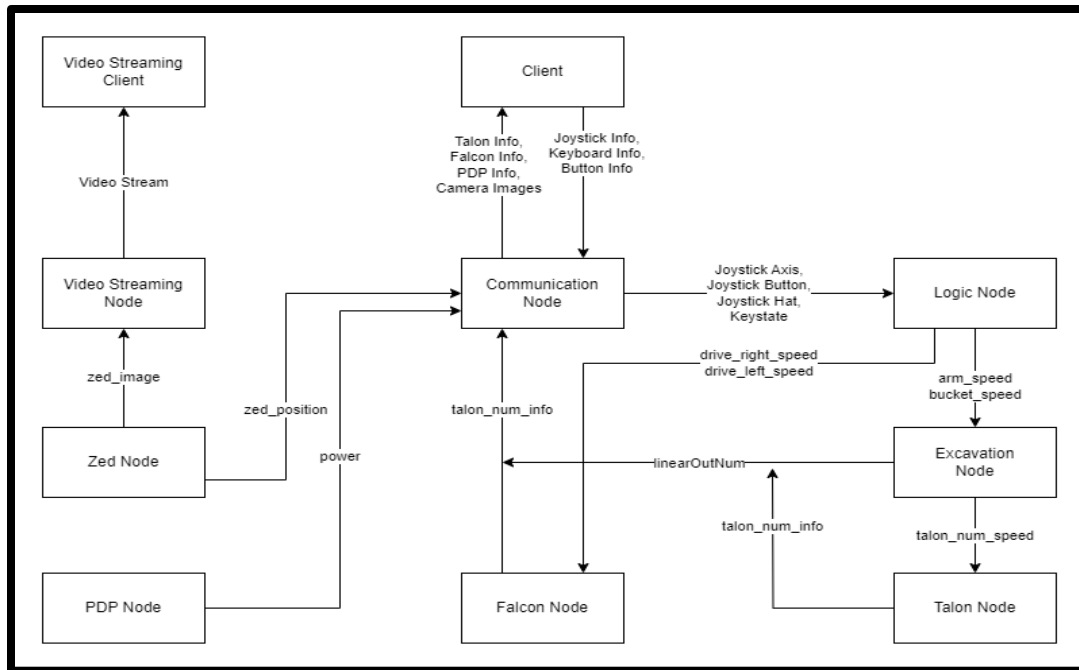 Video Streaming
Client
Client
Talon Info,
Falcon Info,
PDP Info,
Camera Images
Joystick Info,
Keyboard Info,
Button Info
Video Stream
Video Streaming
Node
Communication
Node
Joystick Axis,
Joystick Button,
Joystick Hat,
Keystate
Logic Node
drive_right_speed
drive_left_speed
zed_image
arm_speed
bucket_speed
zed_position
talon_num_info
Zed Node
power
linearOutNum
Excavation
Node
talon_num_info
talon_num_speed
PDP Node
Falcon Node
Talon Node